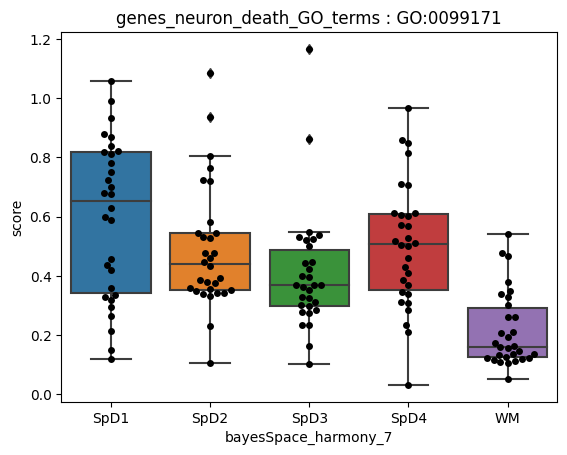 genes_neuron_death_GO_terms : GO:0099171
1.2
1.0
0.8
0.6
0.4
0.2
0.0
score
SpD1 SpD2 SpD3 SpD4 WM
bayesSpace_harmony_7